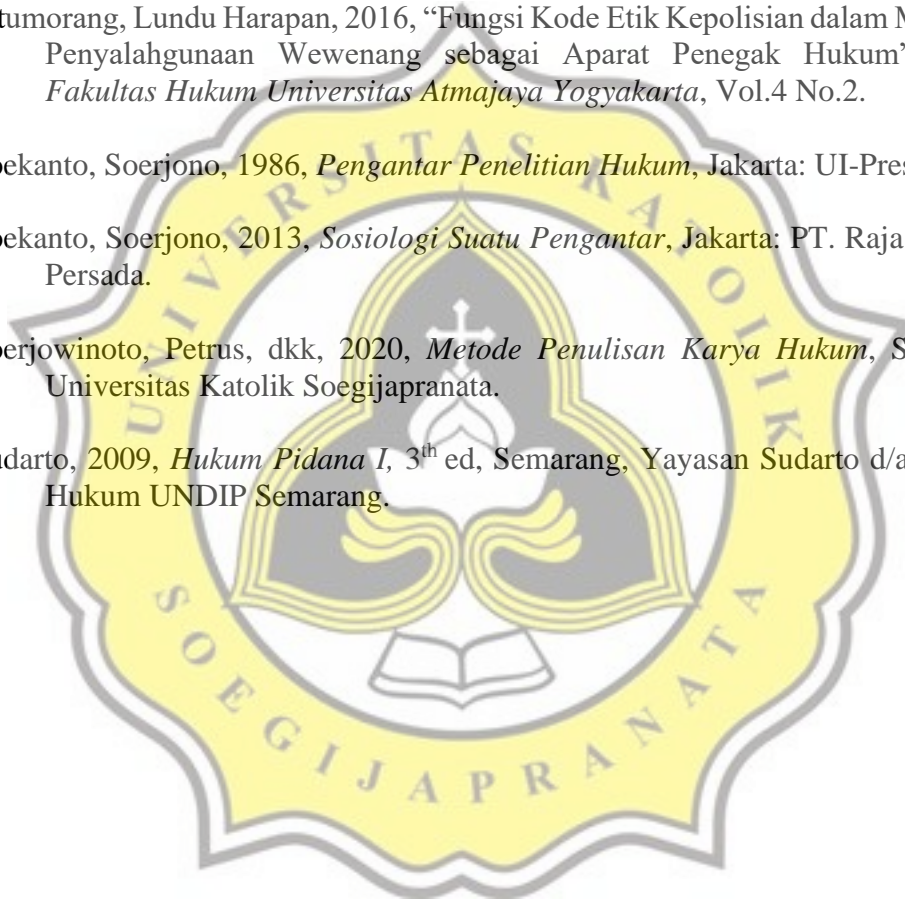 tumorang, Lundu Harapan, 2016, “Fungsi Kode Etik Kepolisian dalam M
Penyalahgunaan Wewenang sebagai Aparat Penegak Hukum”
Fakultas Hukum Universitas Atmajaya Yogyakarta, Vol.4 No.2.
oekanto, Soerjono, 1986, Pengantar Penelitian Hukum, Jakarta: UI-Pres
oekanto, Soerjono, 2013, Sosiologi Suatu Pengantar, Jakarta: PT. Raja
Persada.
oerjowinoto, Petrus, dkk, 2020, Metode Penulisan Karya Hukum, S
Universitas Katolik Soegijapranata.
udarto, 2009, Hukum Pidana I, 3th ed, Semarang, Yayasan Sudarto d/a
Hukum UNDIP Semarang.
UNIVERSITAS KATOLIK
SOEGIJAPRANATA